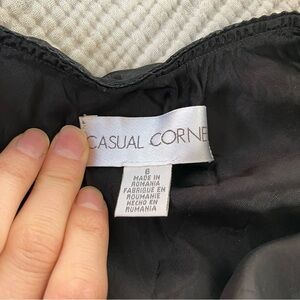 CASUAL CORNE
6
MADE IN
ROMANIA
FABRIQUE EN
ROUMANIE
HECHO EN
RUMANIA